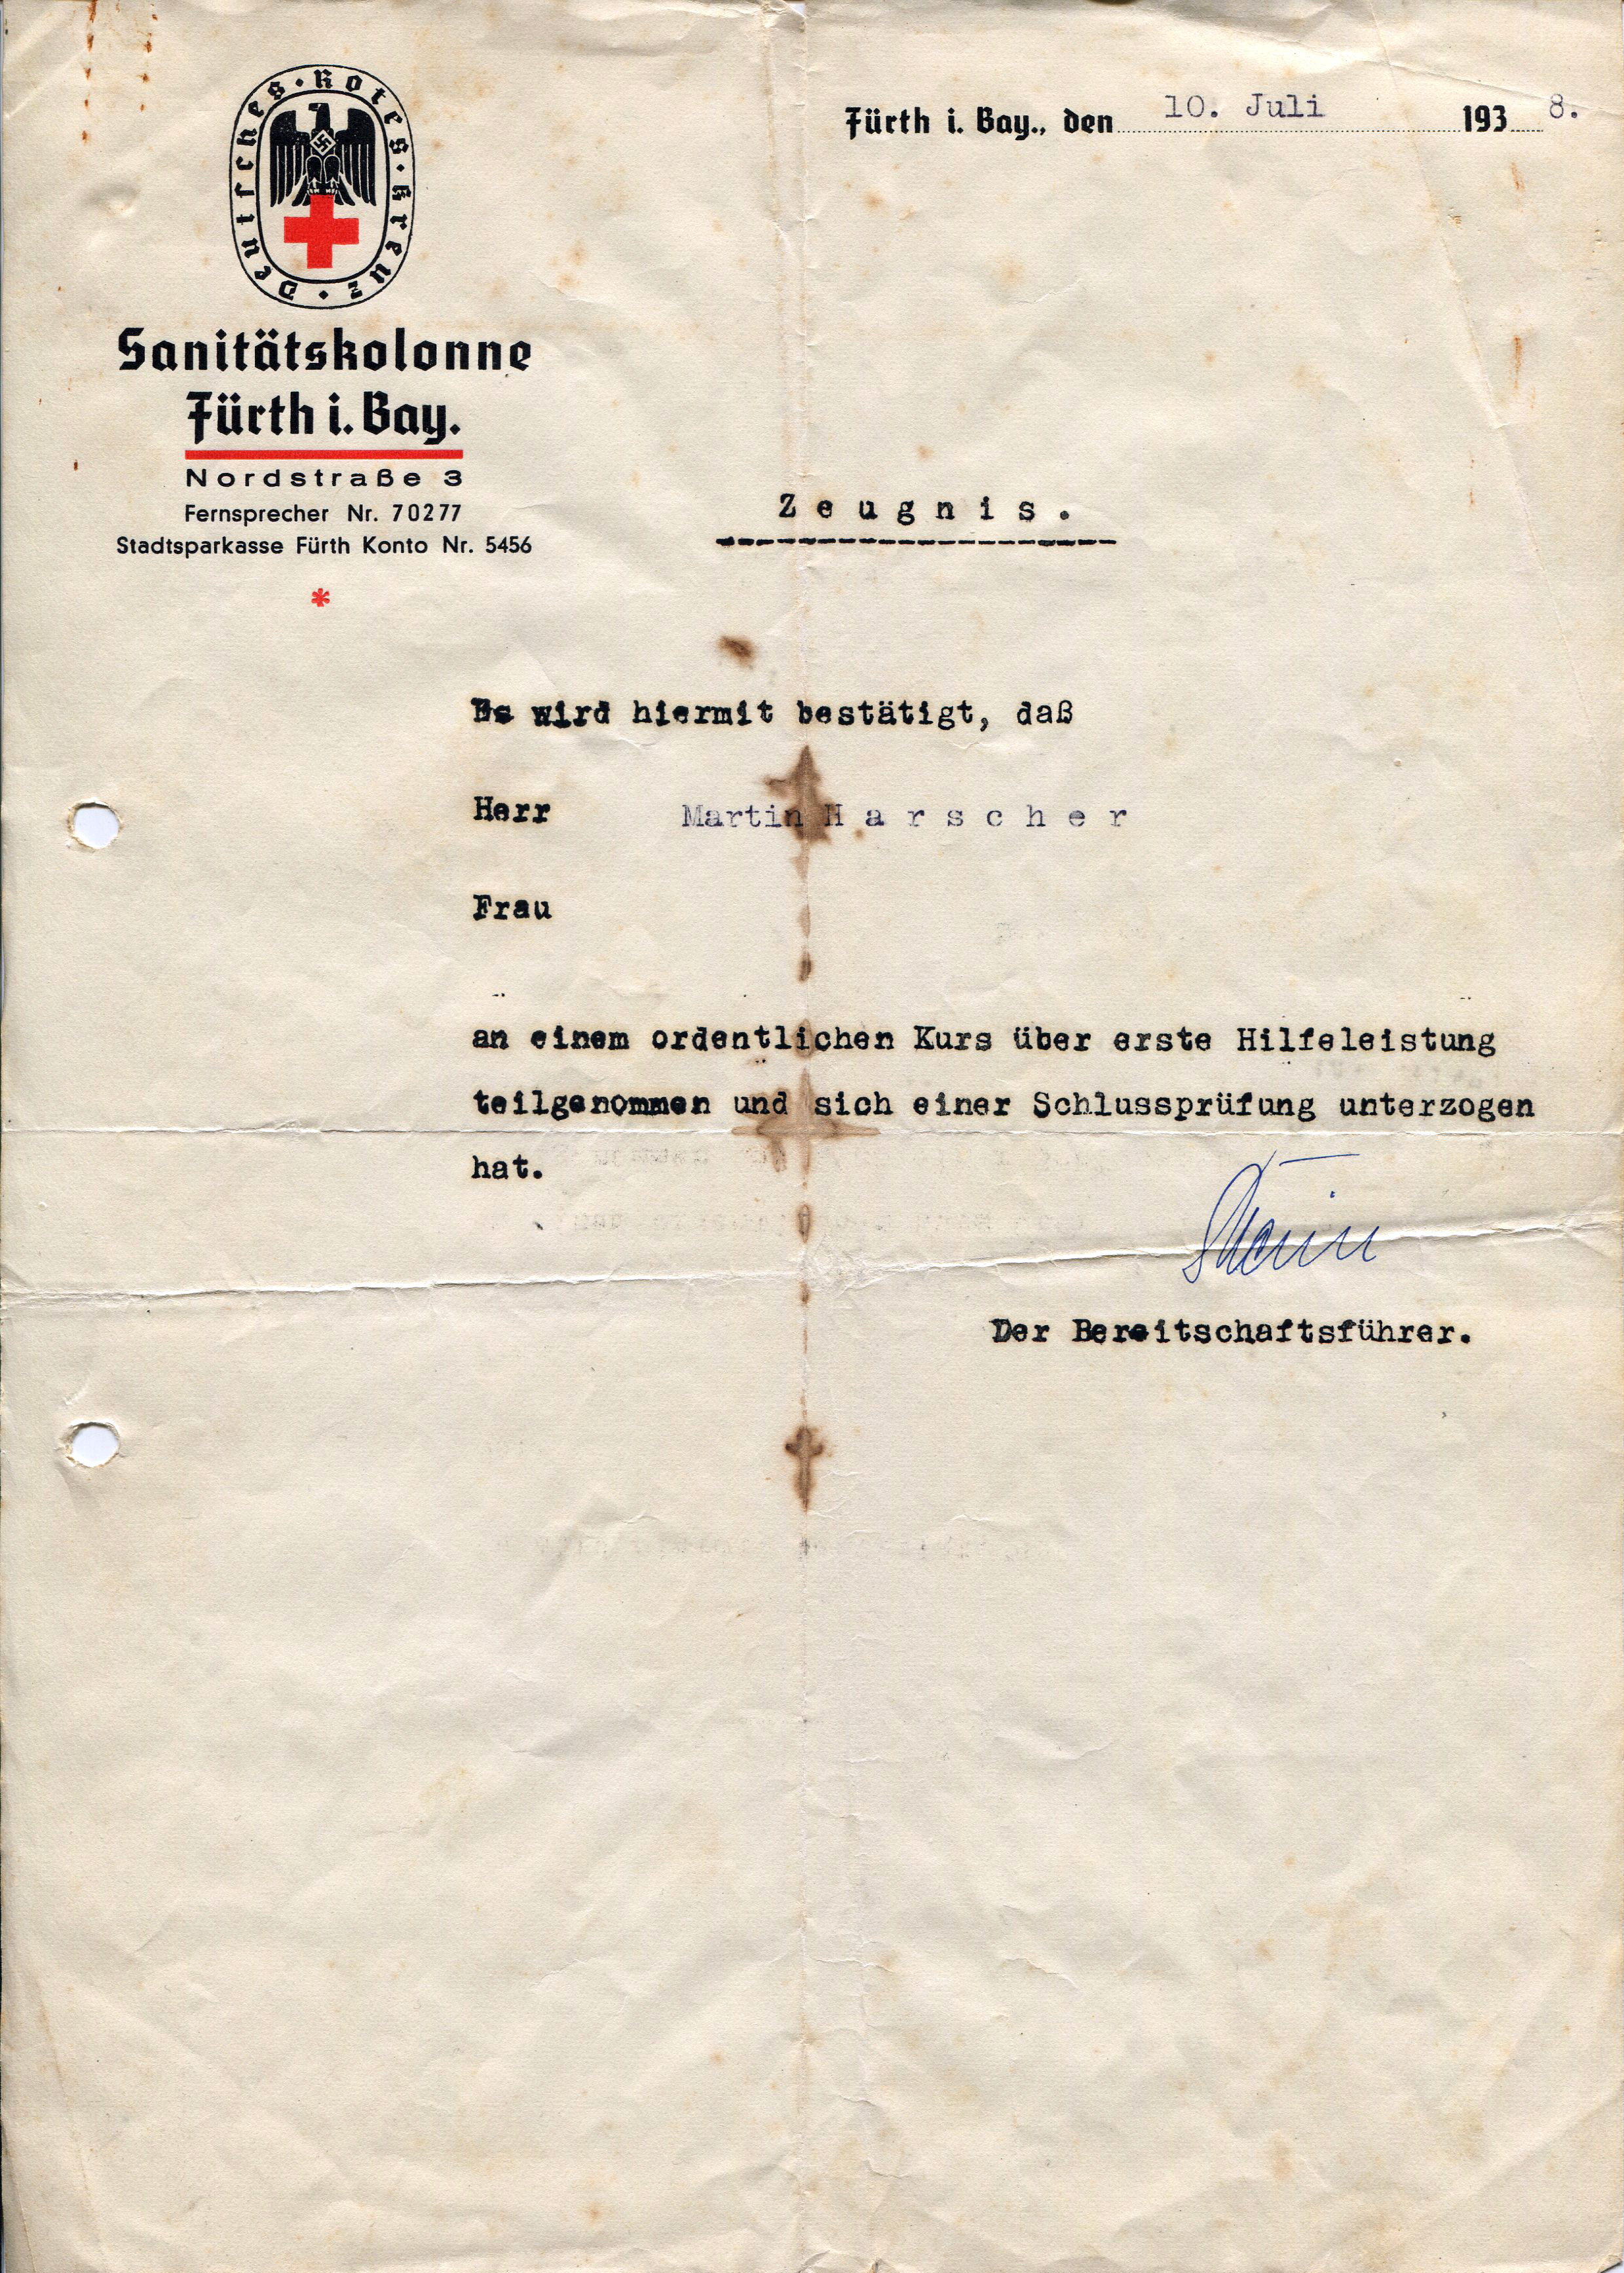 Deutsches · Rotes · Kreuz ·
Fürth i. Bay., den 10. Juli 193 8.
Sanitätskolonne
Fürth i. Bay.
Nordstraße 3
Fernsprecher Nr. 70277
Stadtsparkasse Fürth Konto Nr. 5456
*
Zeugnis.
Es wird hiermit bestätigt, daß
Herr Martin Harscher
Frau
an einem ordentlichen Kurs über erste Hilfeleistung
teilgenommen und sich einer Schlussprüfung unterzogen
hat.
Der Bereitschaftsführer.